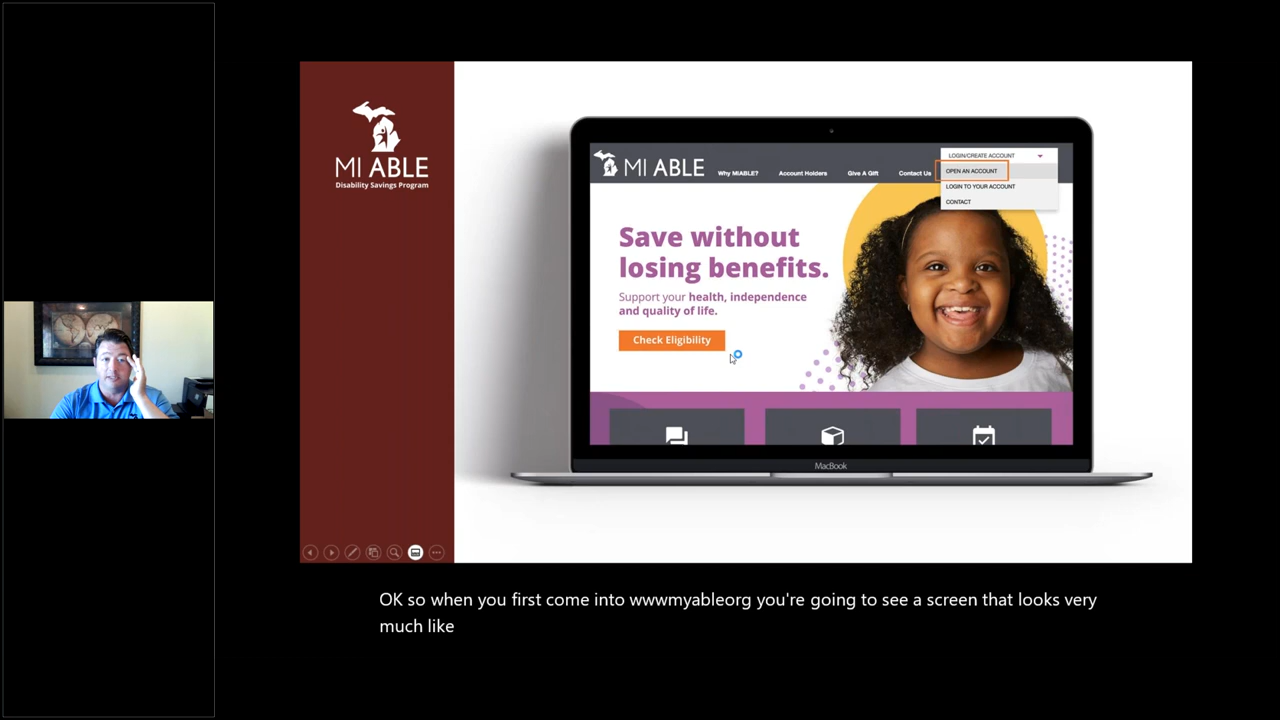 MI ABLE
Disability Savings Program
MI ABLE
Why MIABLE?
Account Holders
Give A Gift
Contact Us
LOGIN/CREATE ACCOUNT
OPEN AN ACCOUNT
LOGIN TO YOUR ACCOUNT
CONTACT
Save without
losing benefits.
Support your health, independence
and quality of life.
Check Eligibility
MacBook
OK so when you first come into wwwmyableorg you're going to see a screen that looks very
much like